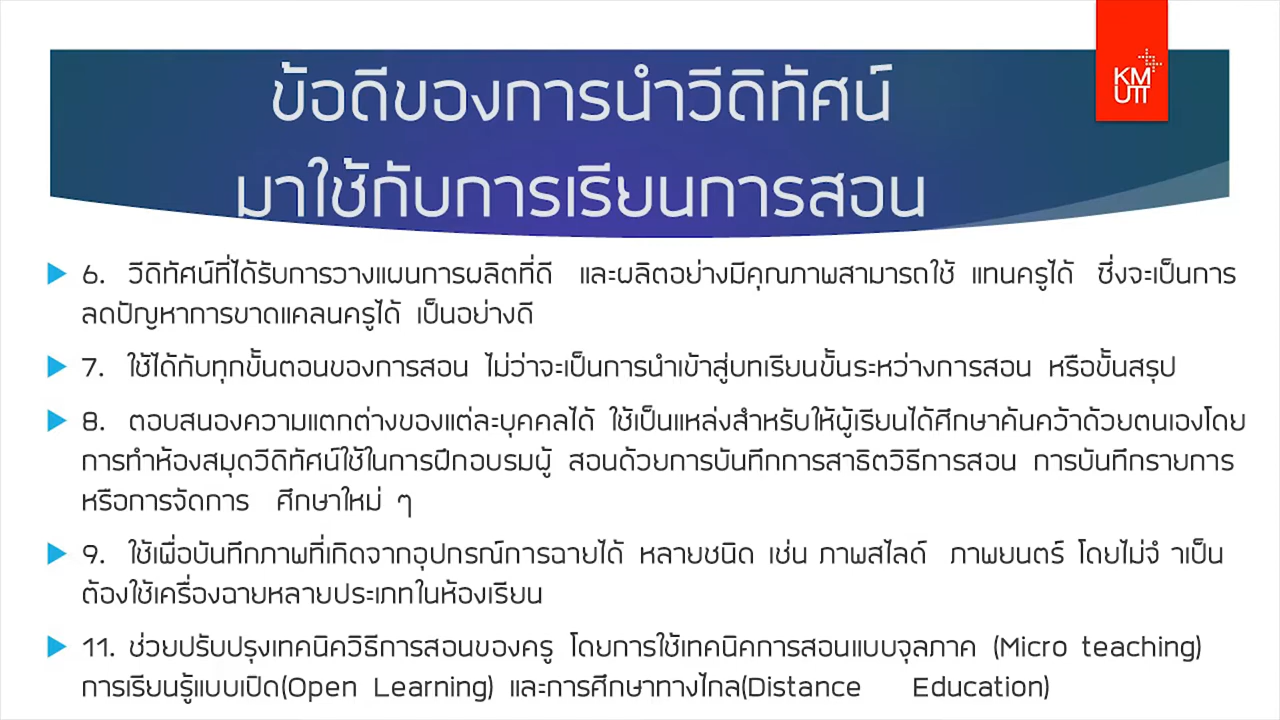 ข้อดีของการนำวีดิทัศน์
มาใช้กับการเรียนการสอน
KM
UTT
6. วีดิทัศน์ที่ได้รับการวางแผนการผลิตที่ดี และผลิตอย่างมีคุณภาพสามารถใช้ แทนครูได้ ซึ่งจะเป็นการ
ลดปัญหาการขาดแคลนครูได้ เป็นอย่างดี
7. ใช้ได้กับทุกขั้นตอนของการสอน ไม่ว่าจะเป็นการนำเข้าสู่บทเรียนขั้นระหว่างการสอน หรือขั้นสรุป
8. ตอบสนองความแตกต่างของแต่ละบุคคลได้ ใช้เป็นแหล่งสำหรับให้ผู้เรียนได้ศึกษาค้นคว้าด้วยตนเองโดย
การทำห้องสมุดวีดิทัศน์ใช้ในการฝึกอบรมผู้ สอนด้วยการบันทึกการสาธิตวิธีการสอน การบันทึกรายการ
หรือการจัดการ ศึกษาใหม่ ๆ
9. ใช้เพื่อบันทึกภาพที่เกิดจากอุปกรณ์การฉายได้ หลายชนิด เช่น ภาพสไลด์ ภาพยนตร์ โดยไม่จํ าเป็น
ต้องใช้เครื่องฉายหลายประเภทในห้องเรียน
11. ช่วยปรับปรุงเทคนิควิธีการสอนของครู โดยการใช้เทคนิคการสอนแบบจุลภาค (Micro teaching)
การเรียนรู้แบบเปิด(Open Learning) และการศึกษาทางไกล(Distance Education)